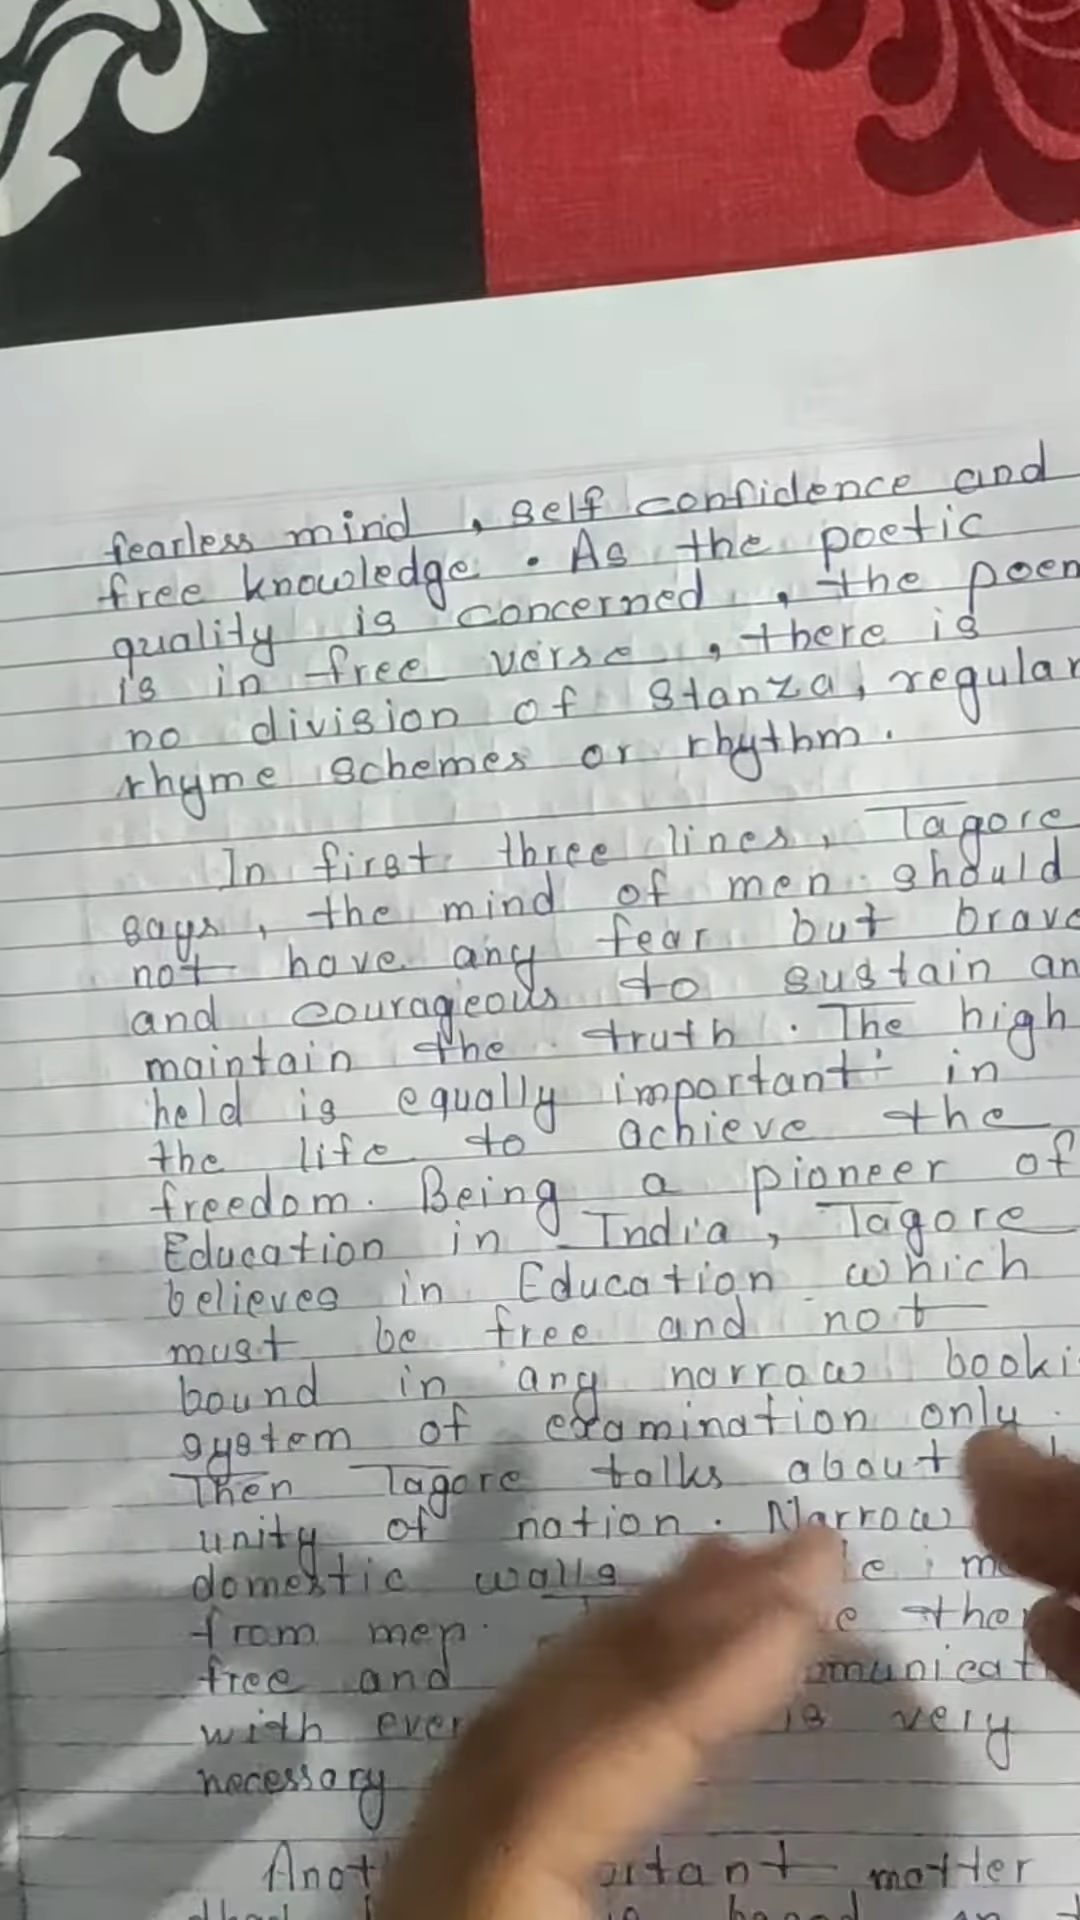 fearless mind, self confidence and
free knowledge. As the poetic
quality is concerned, the poem
is in free verse, there is
no division of stanza, regular
rhyme schemes or rhythm.
In first three lines, Tagore
says, the mind of men should
not have any fear but brave
and courageous to sustain an
maintain the truth. The high
held is equally important in
the life to achieve the
freedom. Being a pioneer of
Education in India, Tagore
believes in Education which
must be free and not
bound in any narrow booki
system of examination only.
Then Tagore talks about
unity of nation. Narrow
domestic walls
from men.
free and
with
is very
necessary
matter